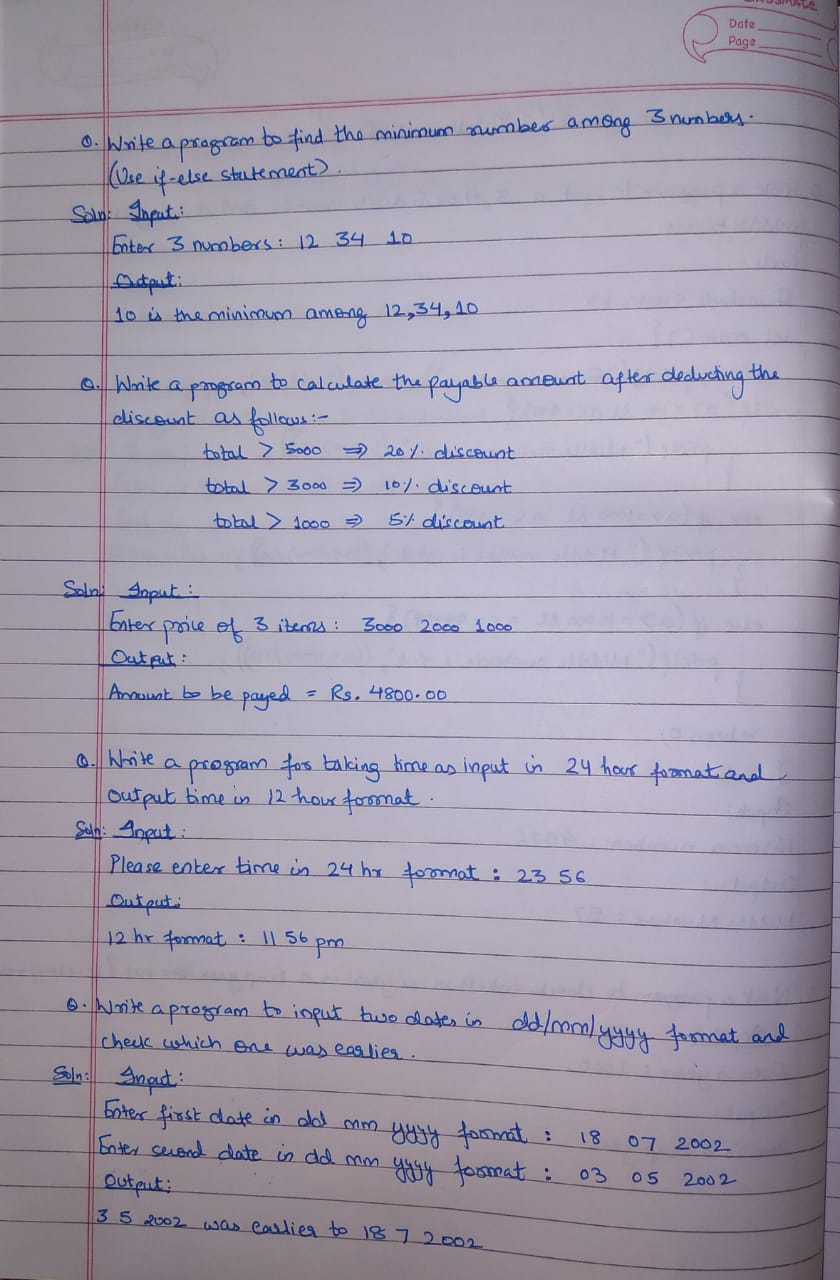 CLASSMATE
Date
Page
Q. Write a program to find the minimum number among 3 numbers.
(Use if-else statement).
Soln: Input:
Enter 3 numbers: 12 34 10
Output:
10 is the minimum among 12,34,10
Q. Write a program to calculate the payable amount after deducting the
discount as follows:-
total > 5000 ⇒ 20%. discount
total > 3000 ⇒ 10%. discount
total > 1000 ⇒ 5% discount
Soln: Input:
Enter price of 3 items: 3000 2000 1000
Output:
Amount to be payed = Rs. 4800.00
Q. Write a program for taking time as input in 24 hour format and
output time in 12 hour format.
Soln: Input:
Please enter time in 24 hr format : 23 56
Output:
12 hr format : 11 56 pm
Q. Write a program to input two dates in dd/mm/yyyy format and
check which one was earlier.
Soln: Input:
Enter first date in dd mm yyyy format : 18 07 2002
Enter second date in dd mm yyyy format : 03 05 2002
Output:
3 5 2002 was earlier to 18 7 2002